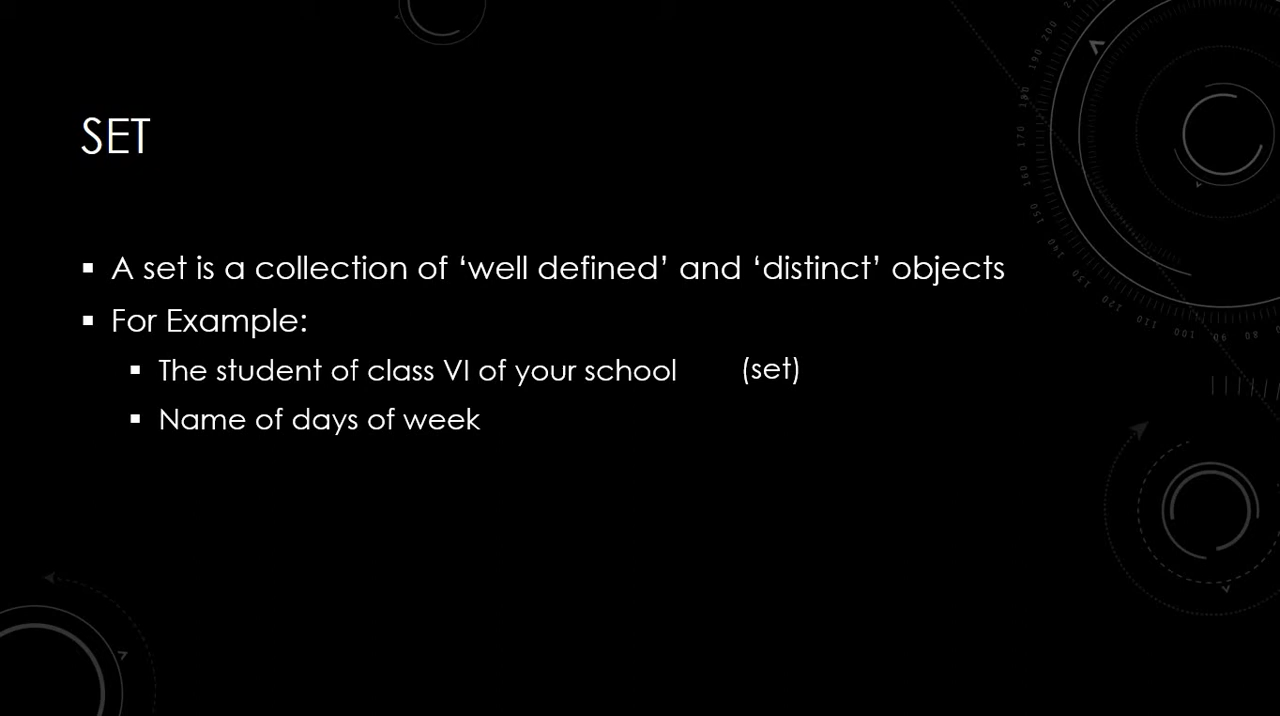 SET
▪ A set is a collection of ‘well defined’ and ‘distinct’ objects
▪ For Example:
▪ The student of class VI of your school (set)
▪ Name of days of week